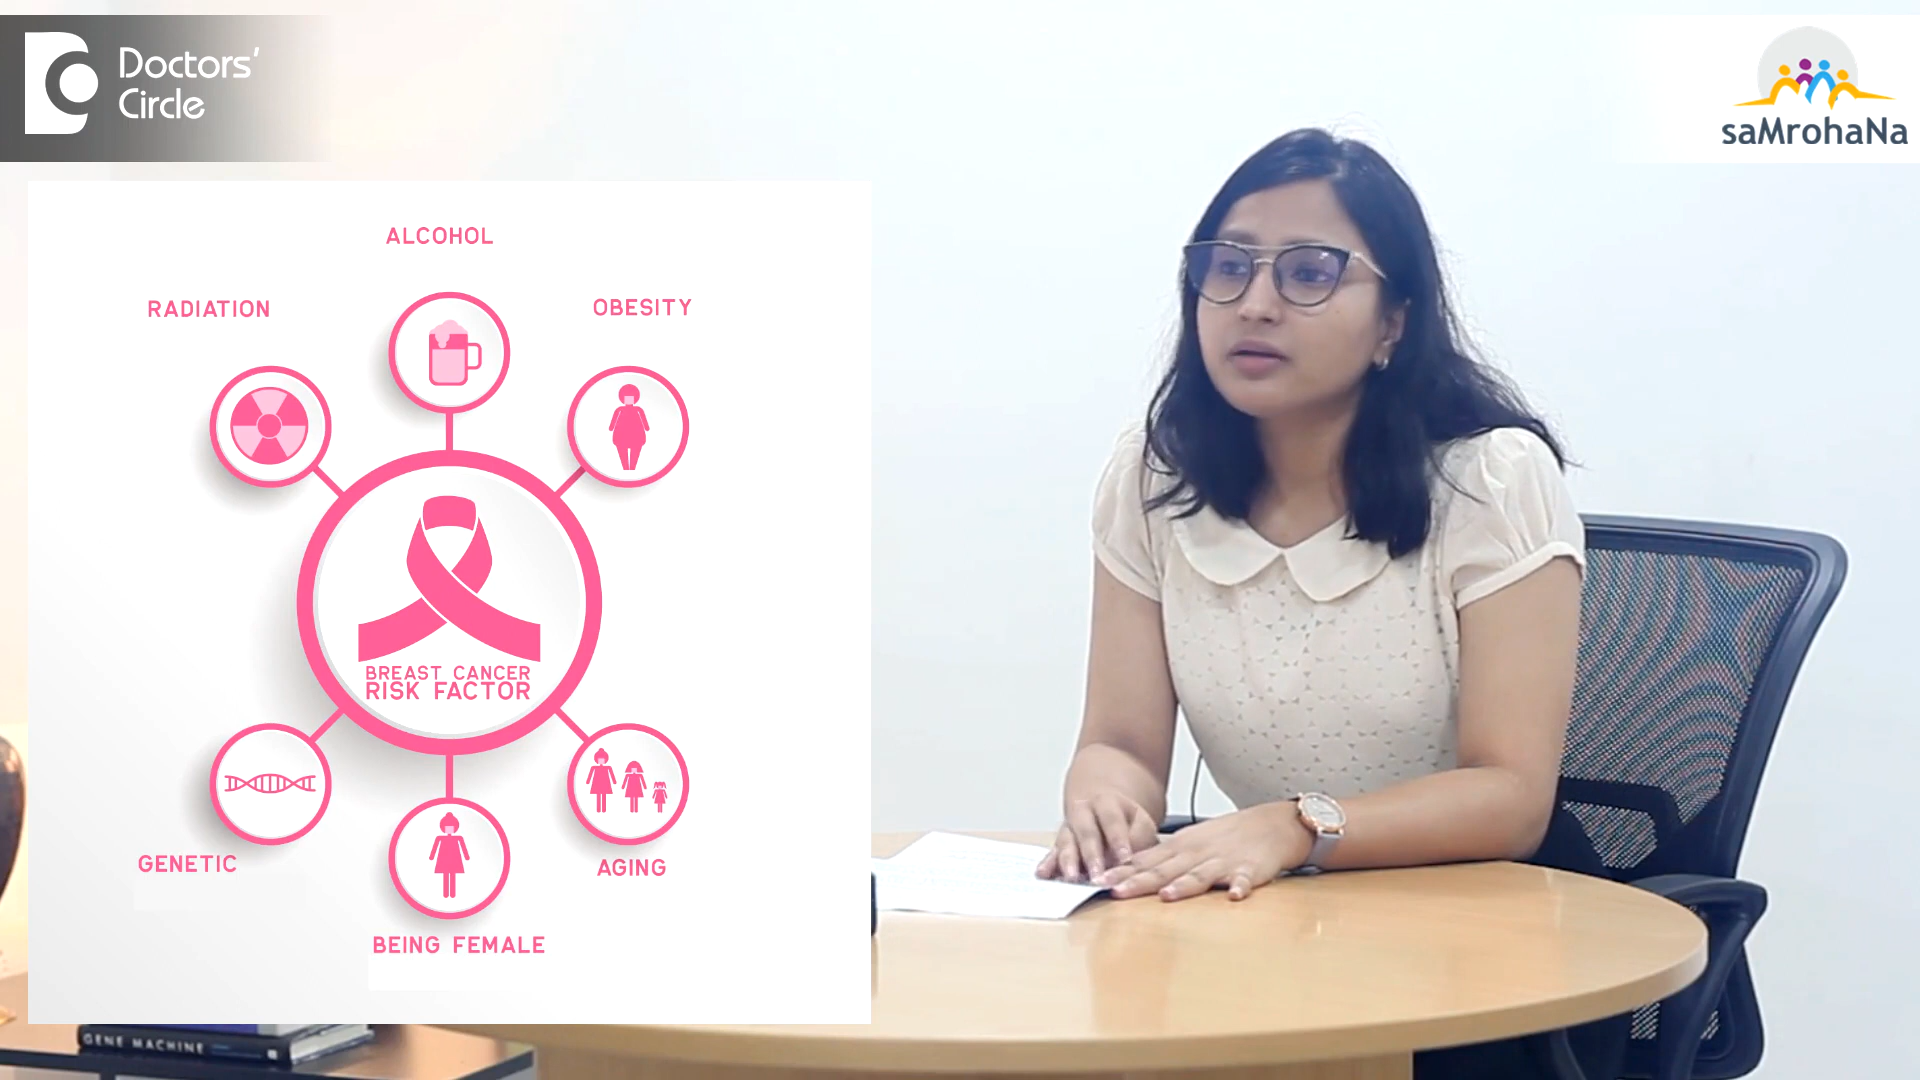 Doctors'
Circle
saMrohaNa
ALCOHOL
RADIATION
OBESITY
BREAST CANCER
RISK FACTOR
GENETIC
AGING
BEING FEMALE
GENE MACHINE